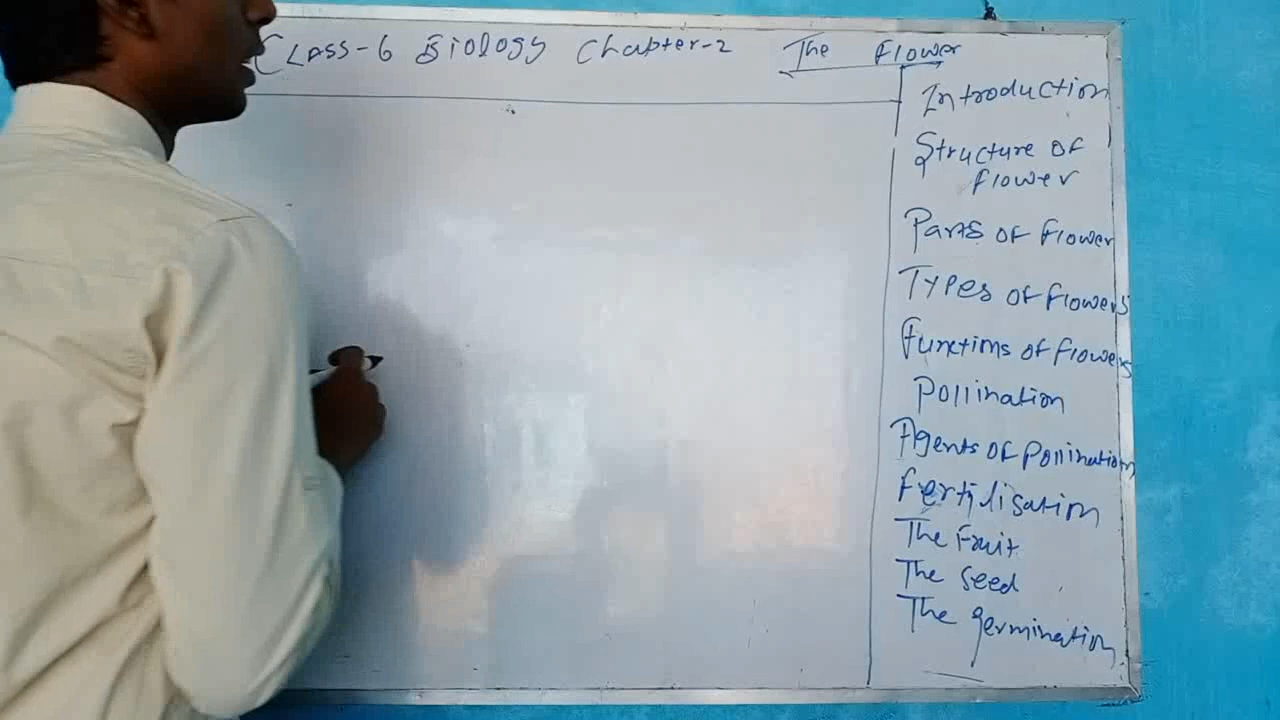 Class-6 Biology Chapter-2 The Flower
Introduction
Structure of
flower
Parts of flower
Types of flowers
Functions of flowers
Pollination
Agents of Pollination
Fertilisation
The Fruit
The Seed
The germination